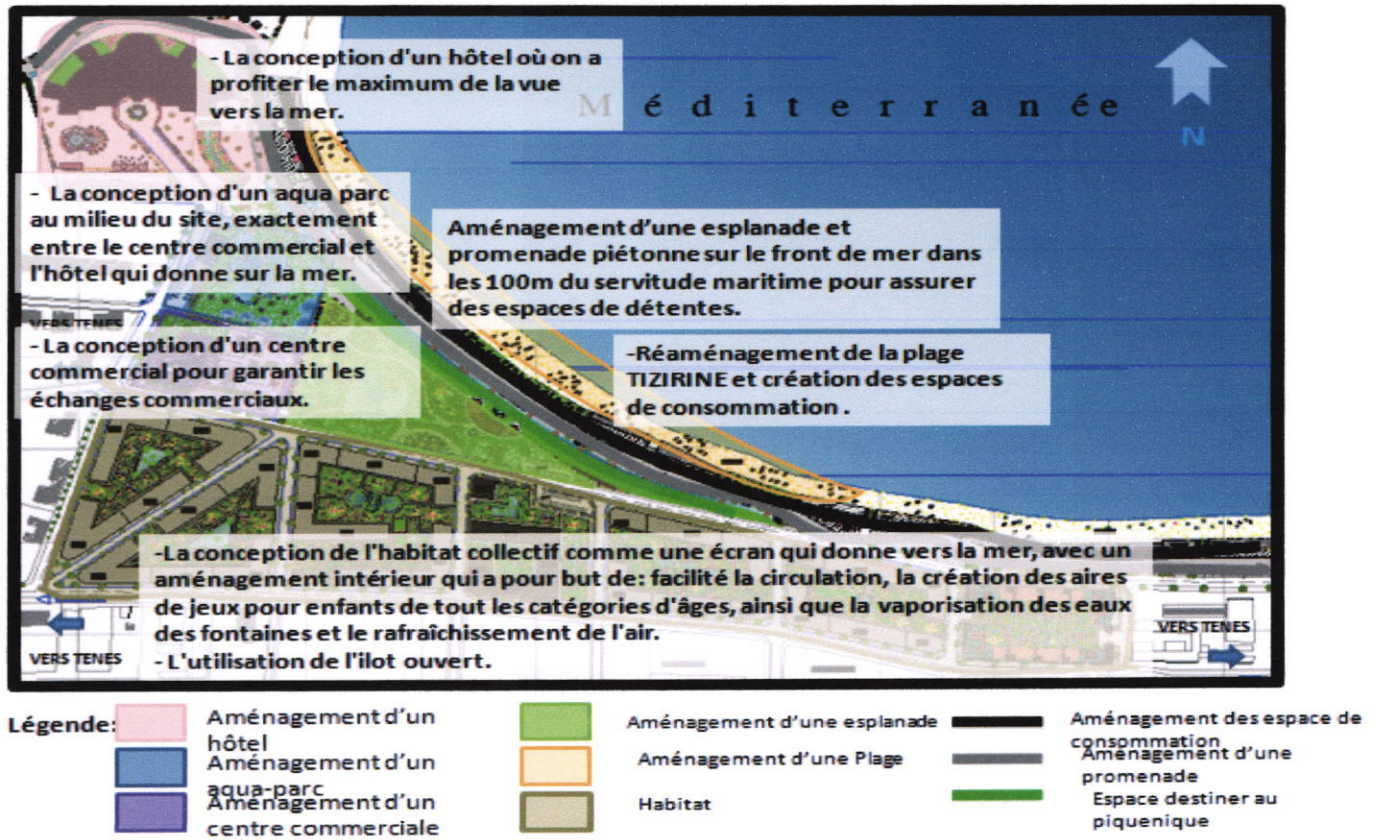 - La conception d'un hôtel où on a
profiter le maximum de la vue
vers la mer.
Méditerranée
N
- La conception d'un aqua parc
au milieu du site, exactement
entre le centre commercial et
l'hôtel qui donne sur la mer.
Aménagement d'une esplanade et
promenade piétonne sur le front de mer dans
les 100m du servitude maritime pour assurer
des espaces de détentes.
VERS TENES
- La conception d'un centre
commercial pour garantir les
échanges commerciaux.
-Réaménagement de la plage
TIZIRINE et création des espaces
de consommation .
-La conception de l'habitat collectif comme une écran qui donne vers la mer, avec un
aménagement intérieur qui a pour but de: facilité la circulation, la création des aires
de jeux pour enfants de tout les catégories d'âges, ainsi que la vaporisation des eaux
des fontaines et le rafraîchissement de l'air.
- L'utilisation de l'ilot ouvert.
VERS TENES
VERS TENES
Légende:
Aménagement d'un
hôtel
Aménagement d'un
aqua-parc
Aménagement d'un
centre commerciale
Aménagement d'une esplanade
Aménagement d'une Plage
Habitat
Aménagement des espace de
consommation
Aménagement d'une
promenade
Espace destiner au
piquenique